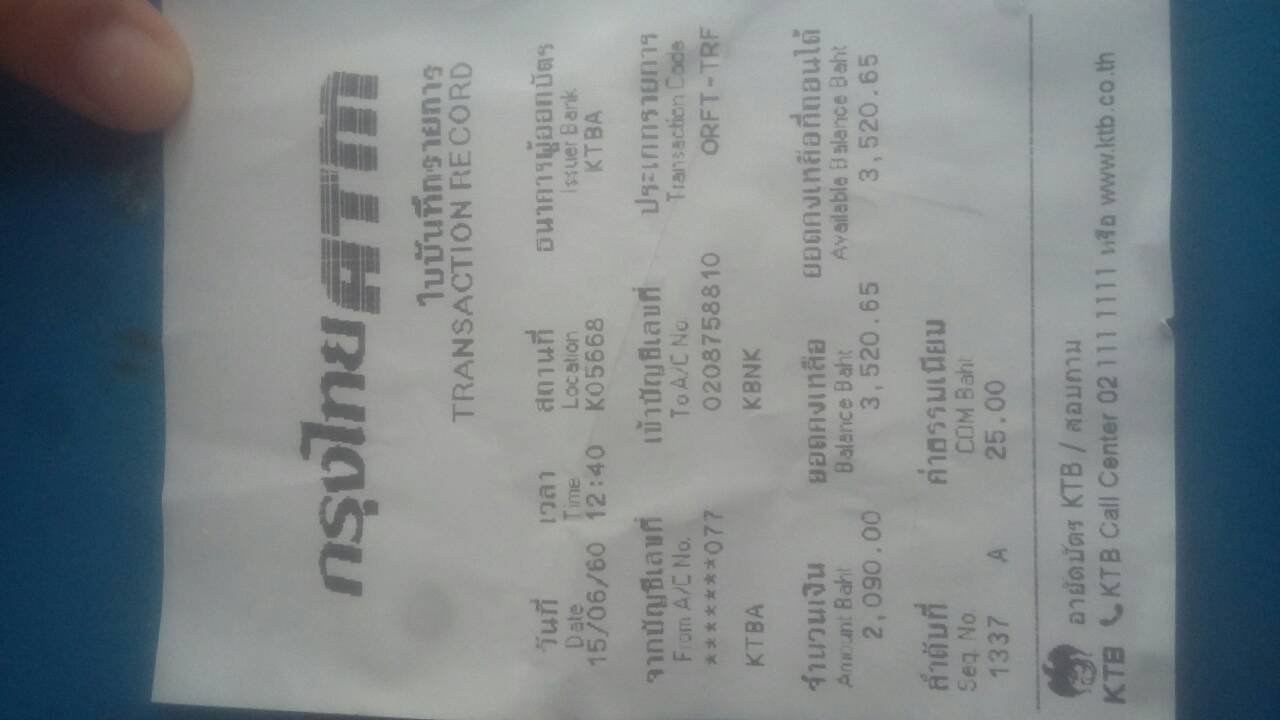 กรุงไทย ATM
ใบบันทึกรายการ
TRANSACTION RECORD
วันที่ เวลา สถานที่ ธนาคารผู้ออกบัตร
Date Time Location Issuer Bank
15/06/60 12:40 K05668 KTBA
จากบัญชีเลขที่ เข้าบัญชีเลขที่ ประเภทรายการ
From A/C No. To A/C No. Transaction Code
*******077 0208758810 ORFT-TRF
KTBA KBNK
จำนวนเงิน ยอดคงเหลือ ยอดคงเหลือที่ถอนได้
Amount Baht Balance Baht Available Balance Baht
2,090.00 3,520.65 3,520.65
ลำดับที่ ค่าธรรมเนียม
Seq. No. COM Baht
1337 A 25.00
อายัดบัตร KTB / สอบถาม
KTB KTB Call Center 02 111 1111 หรือ www.ktb.co.th